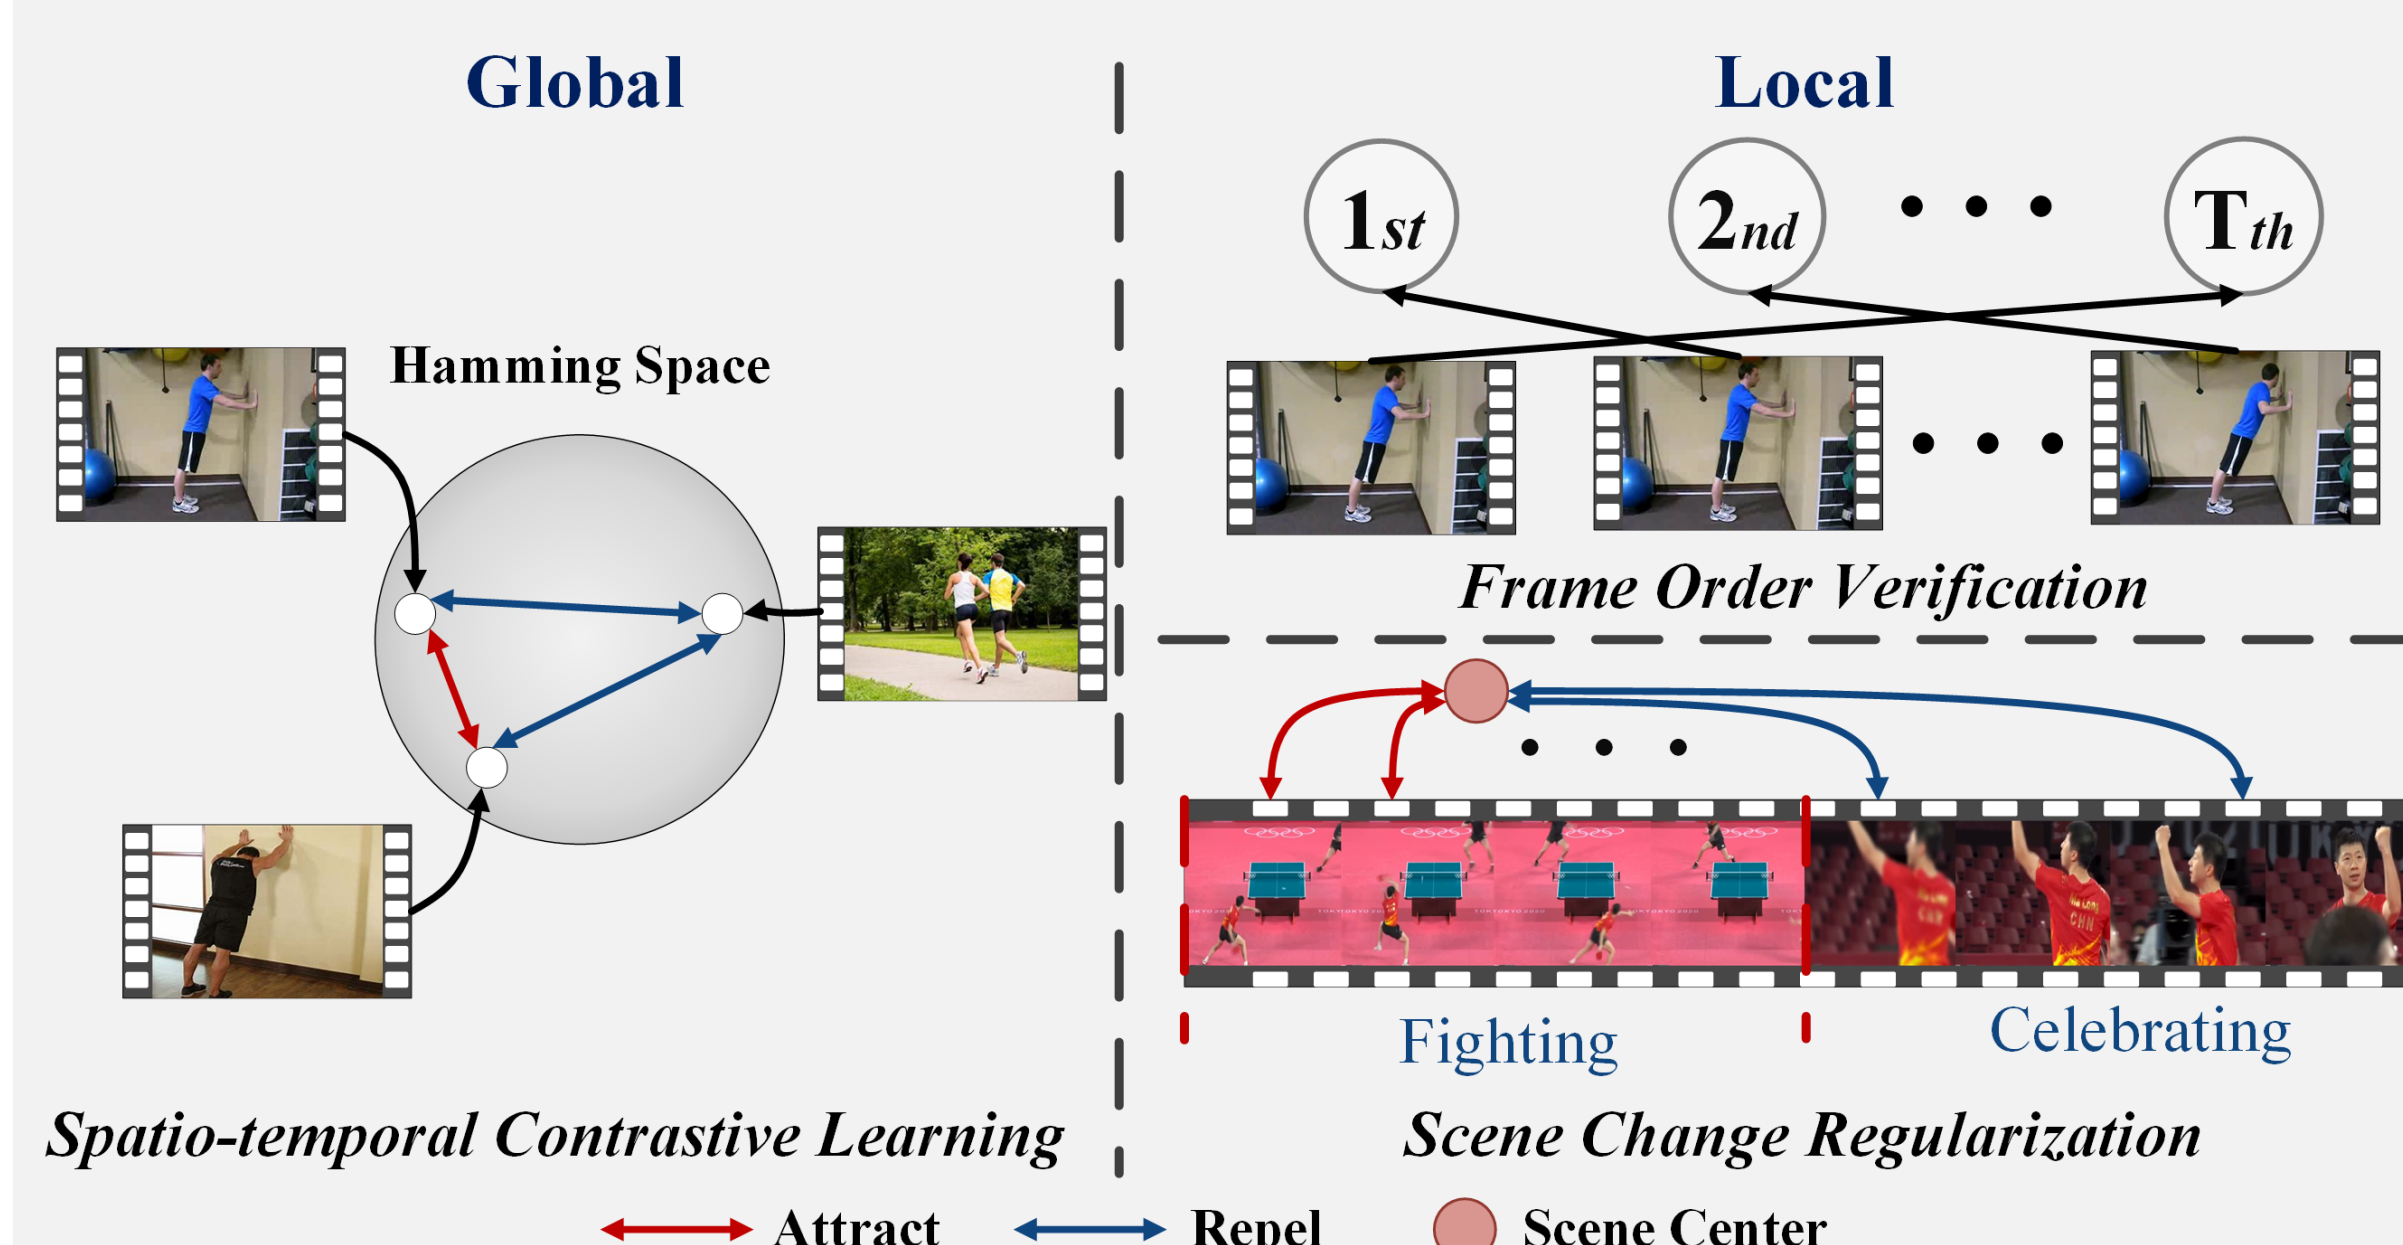 Global
Local
1st
2nd
Tth
Hamming Space
Frame Order Verification
Fighting
Celebrating
Spatio-temporal Contrastive Learning
Scene Change Regularization
Attract
Repel
Scene Center